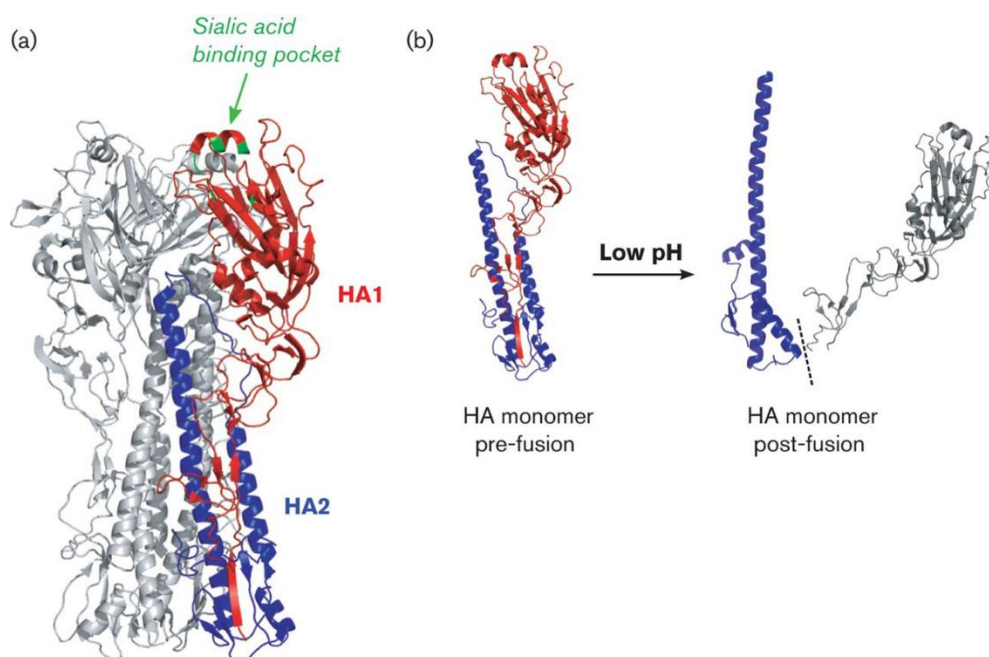 (a)
Sialic acid
binding pocket
HA1
HA2
(b)
Low pH
HA monomer
pre-fusion
HA monomer
post-fusion